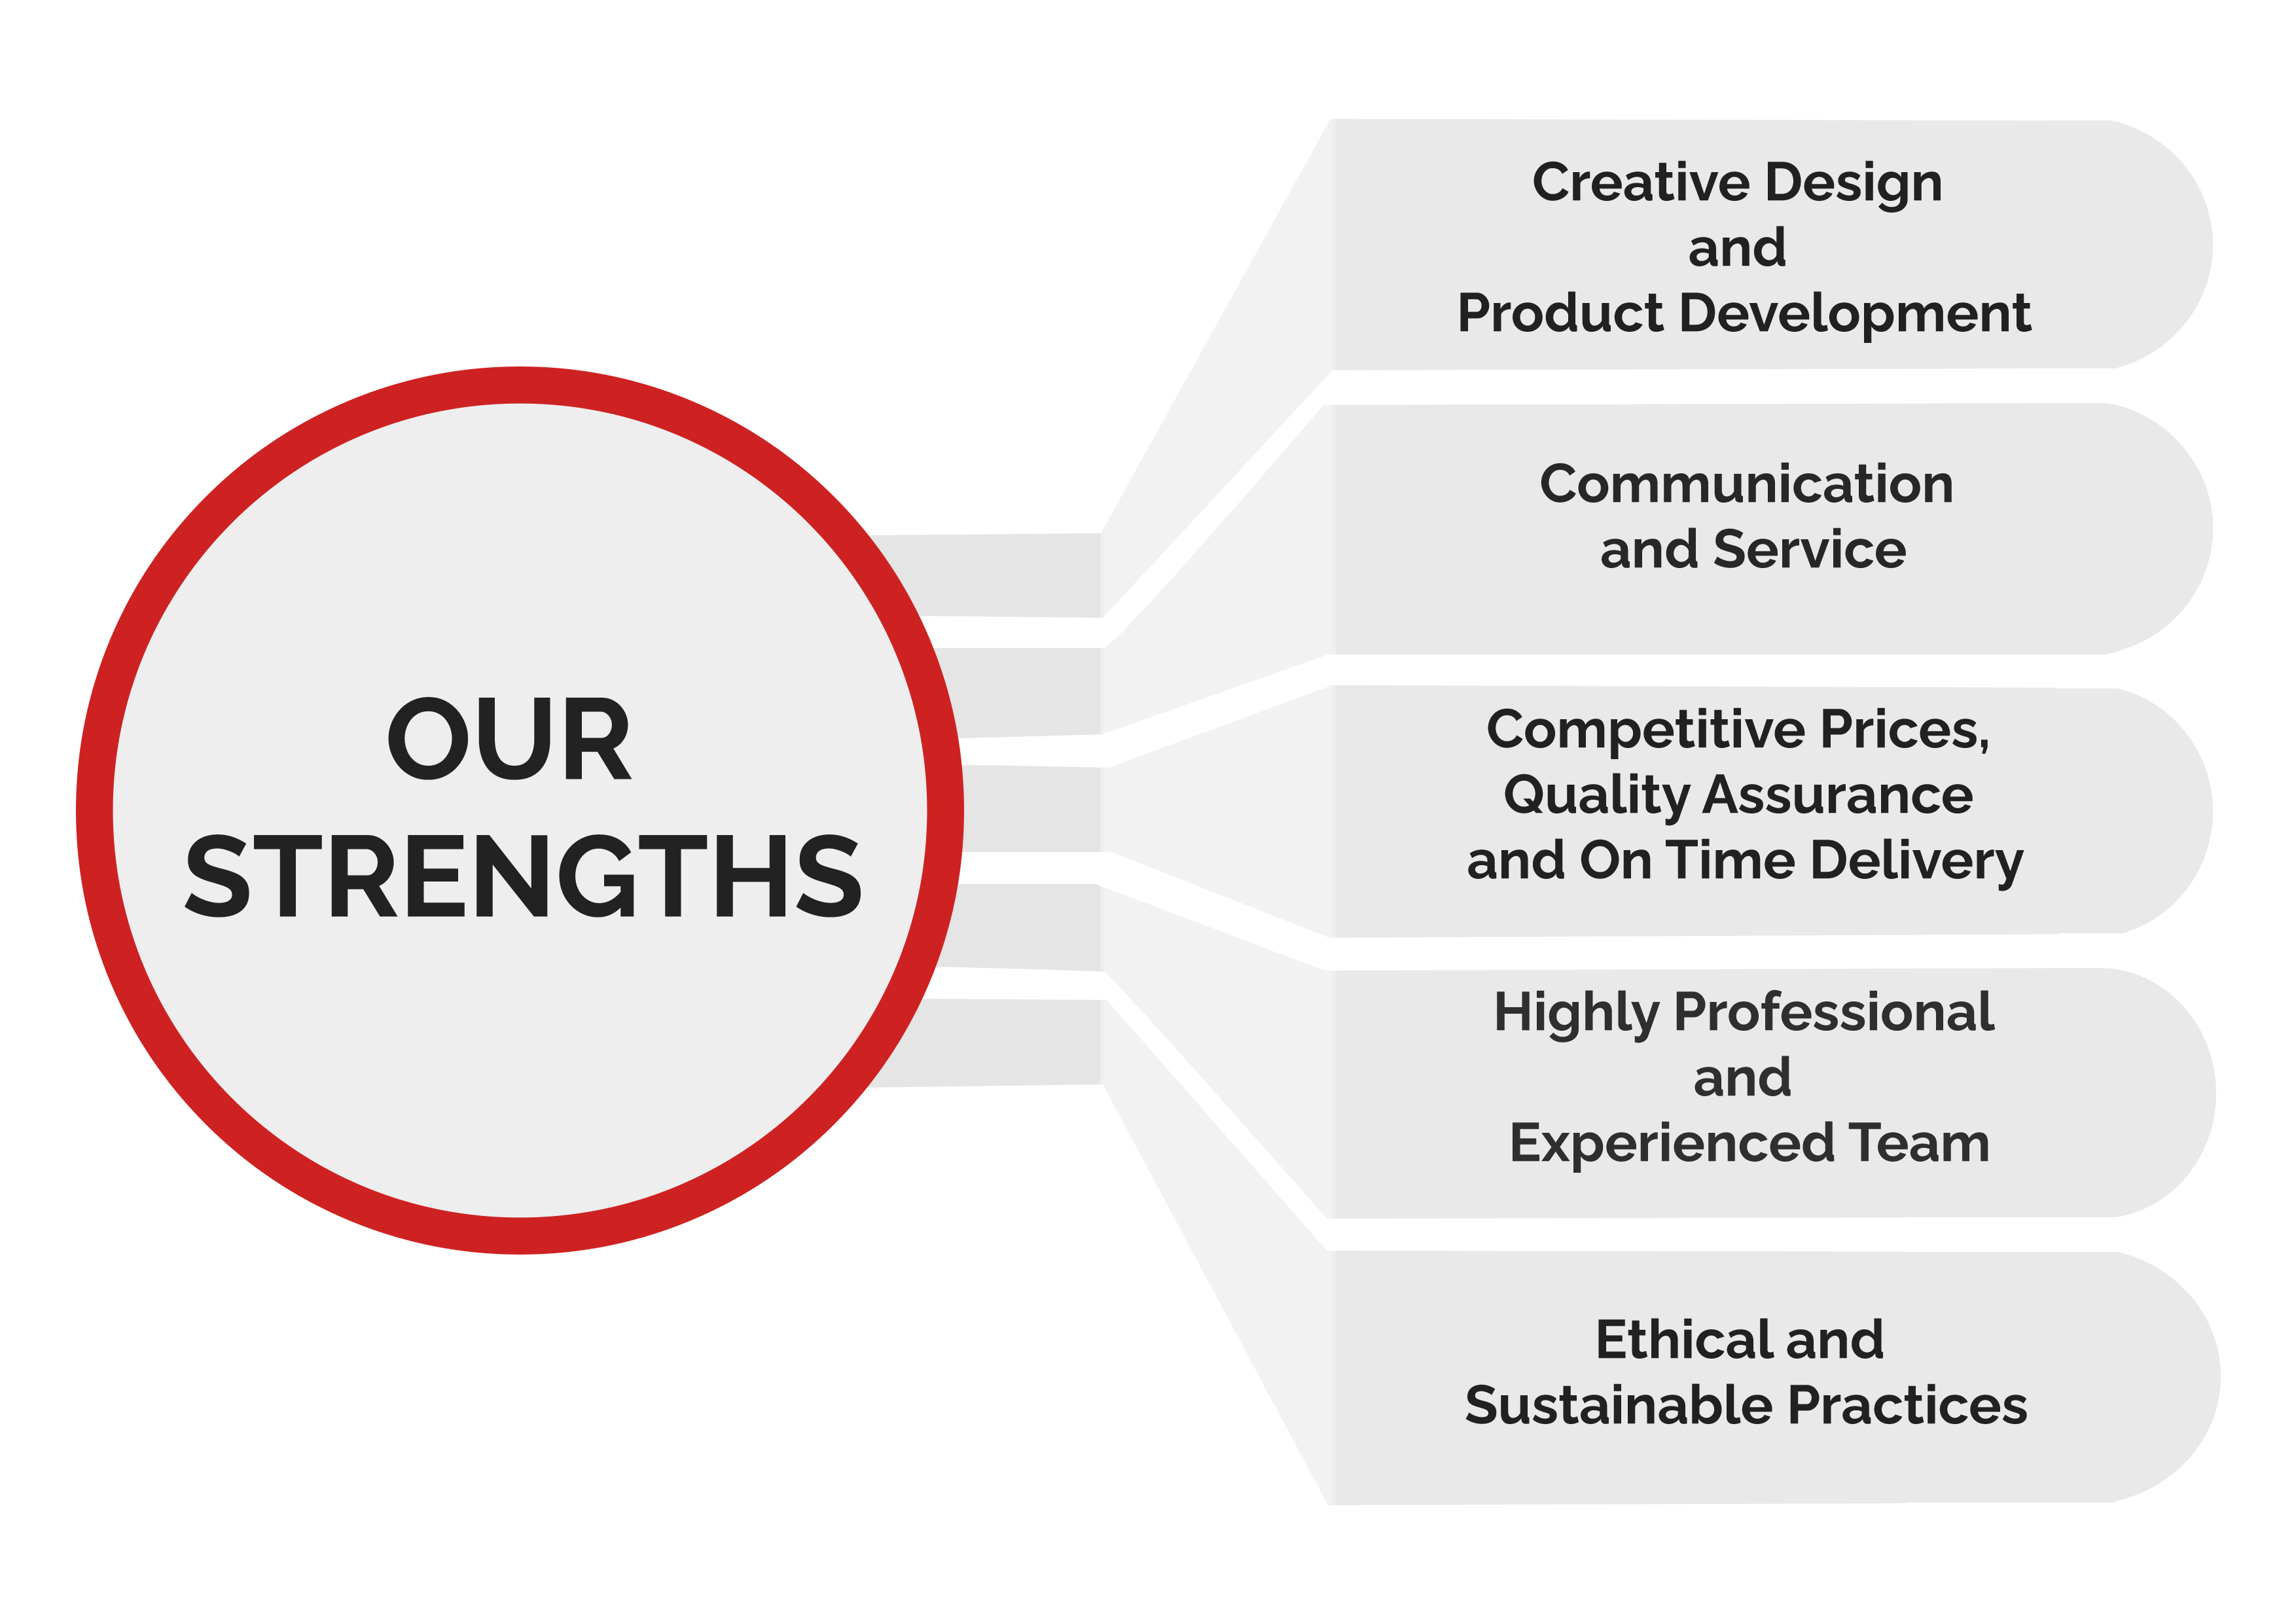 OUR
STRENGTHS
Creative Design
and
Product Development
Communication
and Service
Competitive Prices,
Quality Assurance
and On Time Delivery
Highly Professional
and
Experienced Team
Ethical and
Sustainable Practices